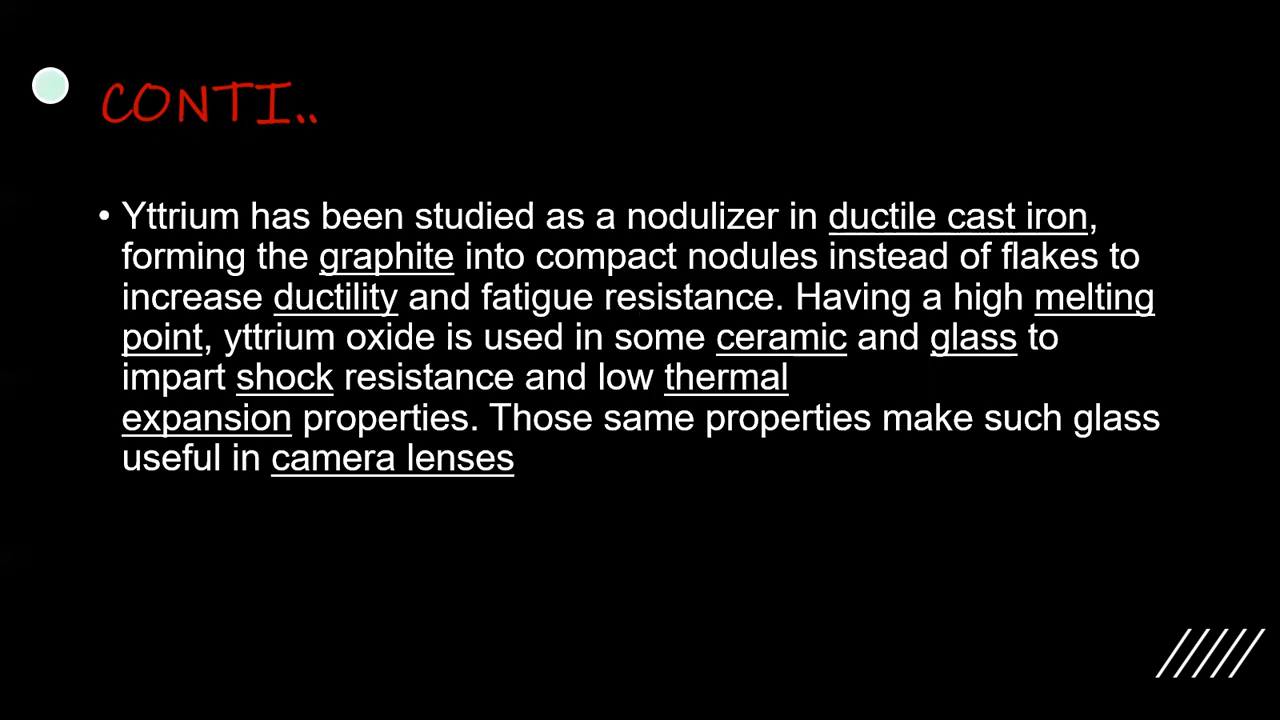 CONTI..
• Yttrium has been studied as a nodulizer in ductile cast iron,
forming the graphite into compact nodules instead of flakes to
increase ductility and fatigue resistance. Having a high melting
point, yttrium oxide is used in some ceramic and glass to
impart shock resistance and low thermal
expansion properties. Those same properties make such glass
useful in camera lenses